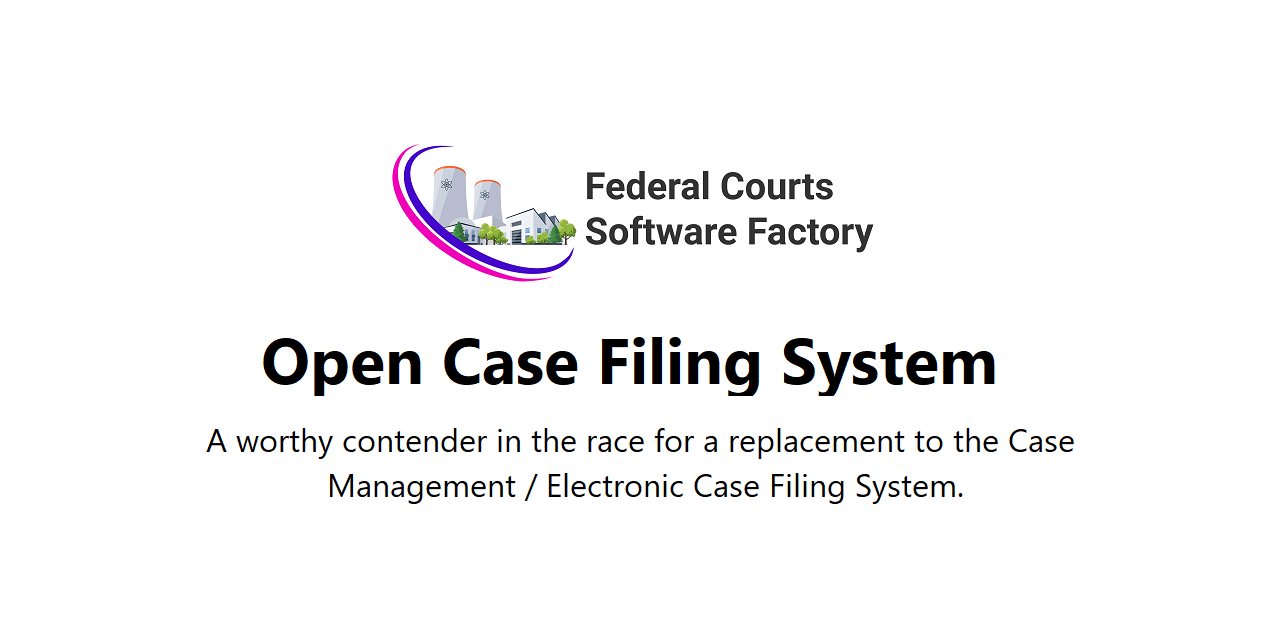 Federal Courts
Software Factory
Open Case Filing System
A worthy contender in the race for a replacement to the Case
Management / Electronic Case Filing System.